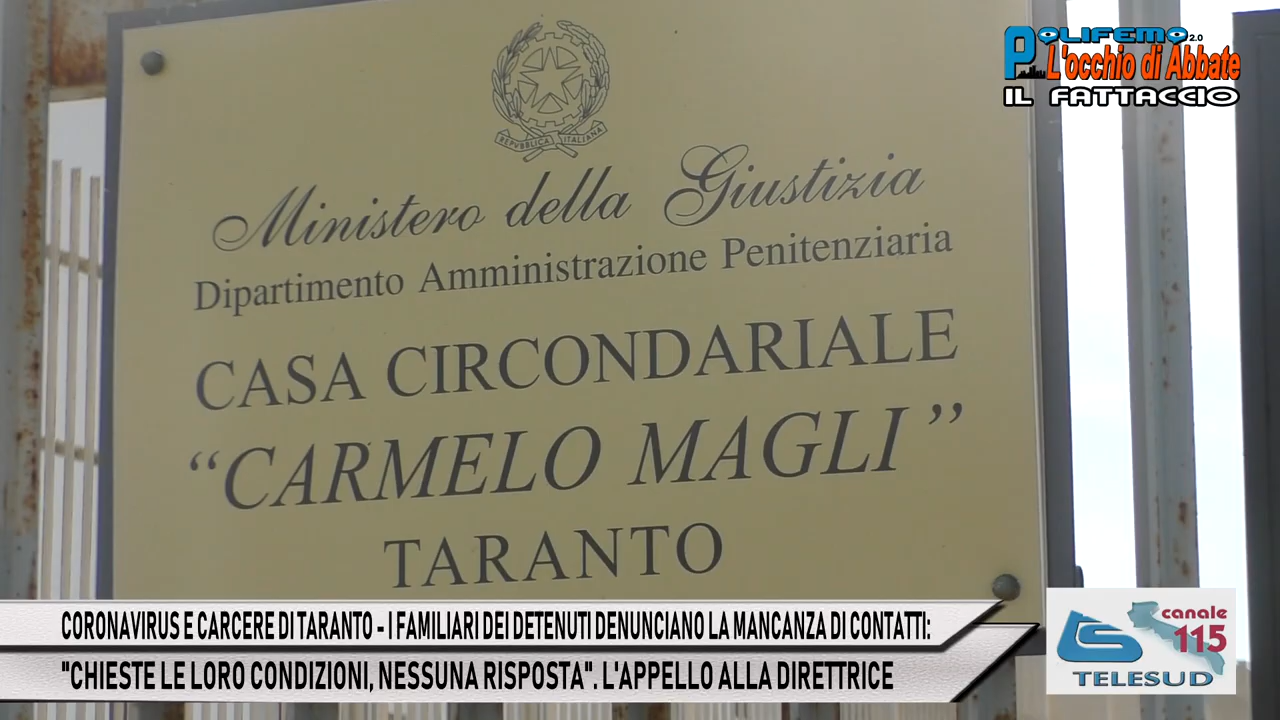 POLIFEMO 2.0
L'occhio di Abbate
IL FATTACCIO
REPVBBLICA ITALIANA
Ministero della Giustizia
Dipartimento Amministrazione Penitenziaria
CASA CIRCONDARIALE
“CARMELO MAGLI”
TARANTO
CORONAVIRUS E CARCERE DI TARANTO - I FAMILIARI DEI DETENUTI DENUNCIANO LA MANCANZA DI CONTATTI:
"CHIESTE LE LORO CONDIZIONI, NESSUNA RISPOSTA". L'APPELLO ALLA DIRETTRICE
canale
115
TS
TELESUD